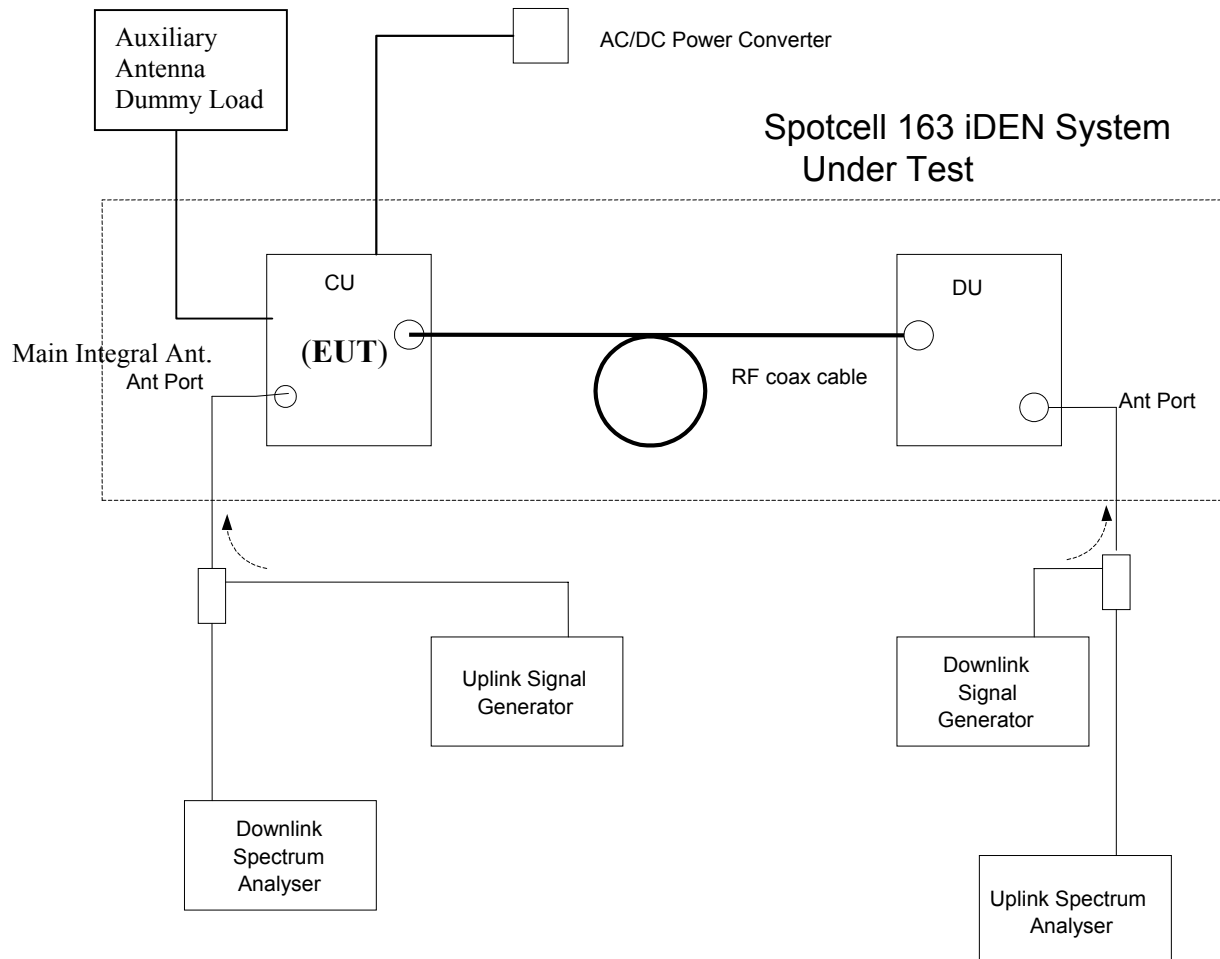 Auxiliary
Antenna
Dummy Load
AC/DC Power Converter
Spotcell 163 iDEN System
Under Test
CU
DU
(EUT)
Main Integral Ant.
Ant Port
RF coax cable
Ant Port
Uplink Signal
Generator
Downlink
Signal
Generator
Downlink
Spectrum
Analyser
Uplink Spectrum
Analyser